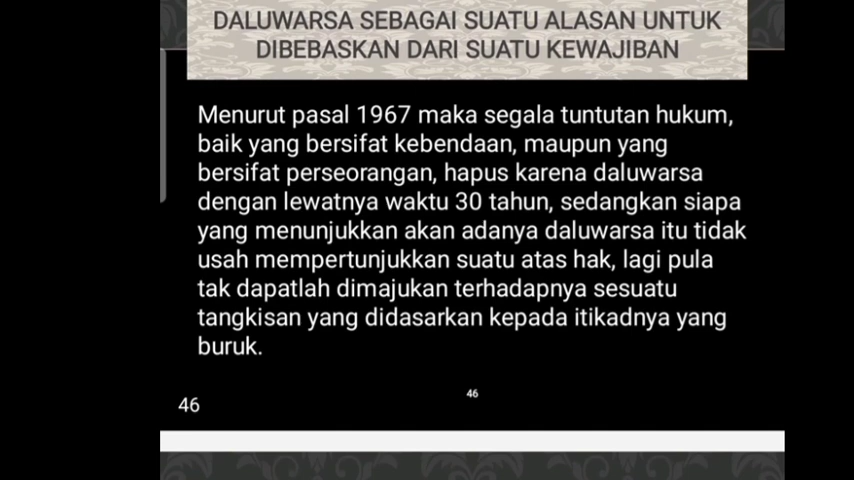 DALUWARSA SEBAGAI SUATU ALASAN UNTUK
DIBEBASKAN DARI SUATU KEWAJIBAN
Menurut pasal 1967 maka segala tuntutan hukum,
baik yang bersifat kebendaan, maupun yang
bersifat perseorangan, hapus karena daluwarsa
dengan lewatnya waktu 30 tahun, sedangkan siapa
yang menunjukkan akan adanya daluwarsa itu tidak
usah mempertunjukkan suatu atas hak, lagi pula
tak dapatlah dimajukan terhadapnya sesuatu
tangkisan yang didasarkan kepada itikadnya yang
buruk.
46
46